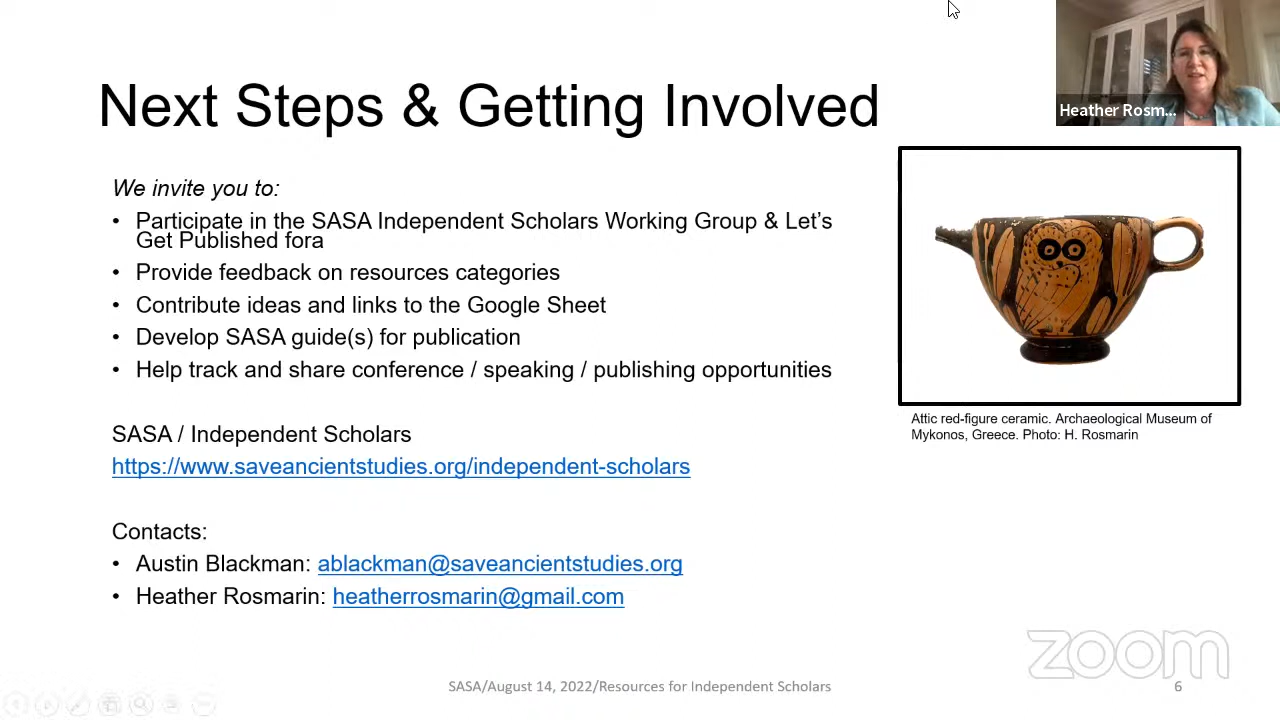 Next Steps & Getting Involved
Heather Rosm...
We invite you to:
• Participate in the SASA Independent Scholars Working Group & Let's
Get Published fora
• Provide feedback on resources categories
• Contribute ideas and links to the Google Sheet
• Develop SASA guide(s) for publication
• Help track and share conference / speaking / publishing opportunities
Attic red-figure ceramic. Archaeological Museum of
Mykonos, Greece. Photo: H. Rosmarin
SASA / Independent Scholars
https://www.saveancientstudies.org/independent-scholars
Contacts:
• Austin Blackman: ablackman@saveancientstudies.org
• Heather Rosmarin: heatherrosmarin@gmail.com
zoom
SASA/August 14, 2022/Resources for Independent Scholars
6